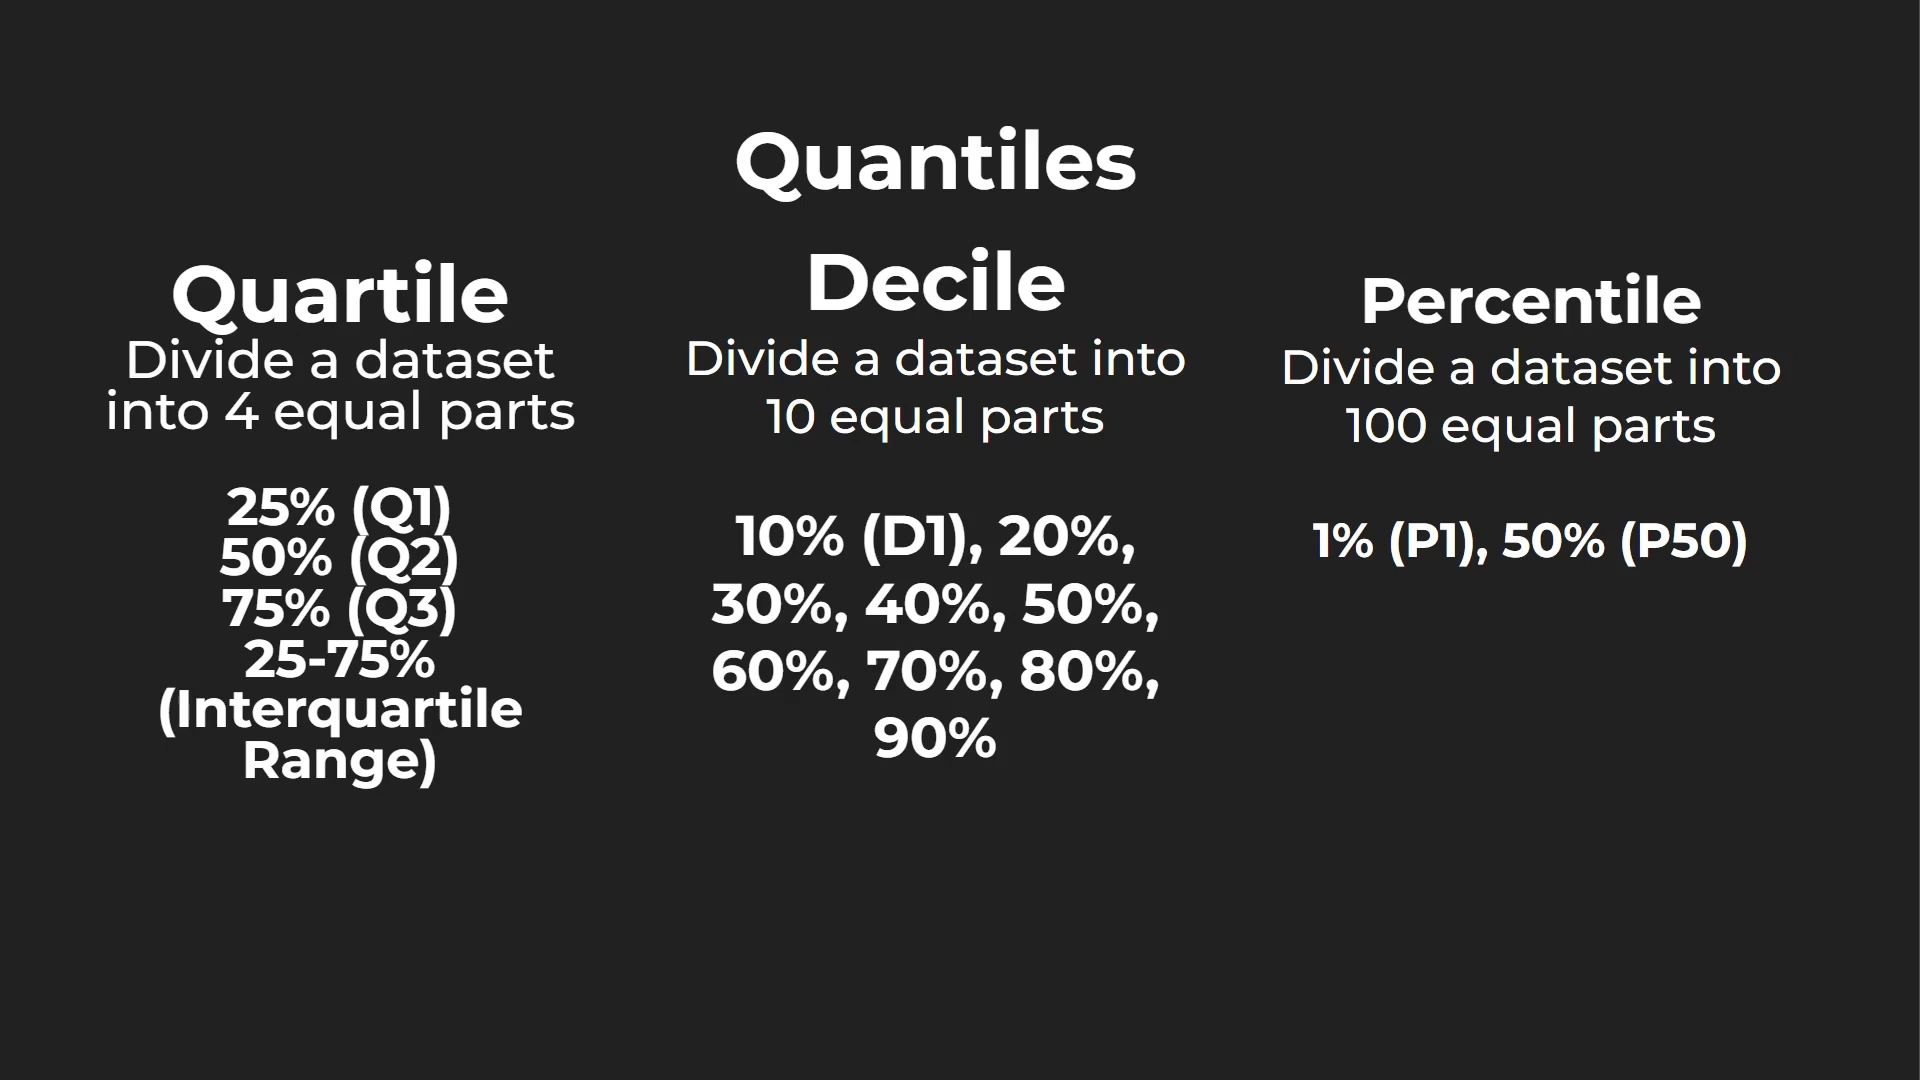 Quantiles
Quartile
Divide a dataset
into 4 equal parts
25% (Q1)
50% (Q2)
75% (Q3)
25-75%
(Interquartile
Range)
Decile
Divide a dataset into
10 equal parts
10% (D1), 20%,
30%, 40%, 50%,
60%, 70%, 80%,
90%
Percentile
Divide a dataset into
100 equal parts
1% (P1), 50% (P50)